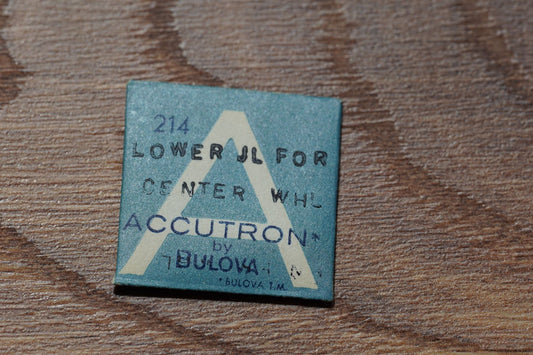 214
LOWER JL FOR
CENTER WHL
ACCUTRON*
by
BULOVA
*BULOVA T.M.